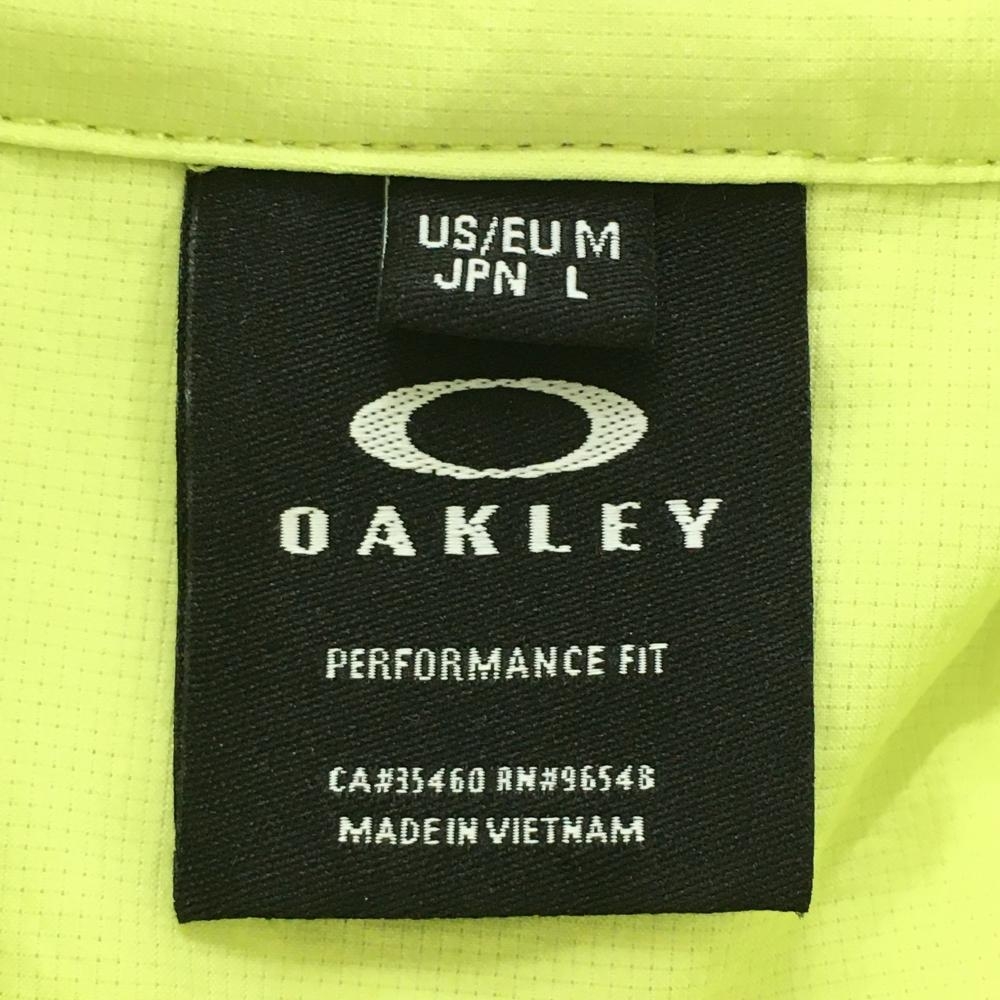 US/EU M
JPN L
OAKLEY
PERFORMANCE FIT
CA#35460 RN#96548
MADE IN VIETNAM